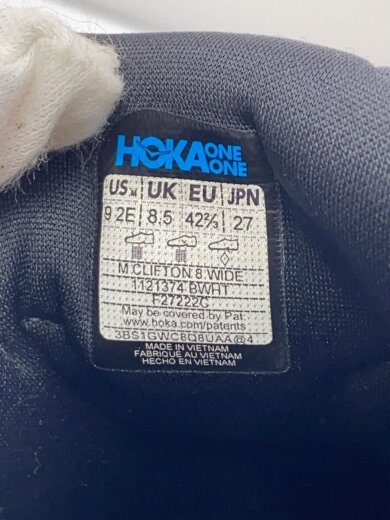 HOKA ONE ONE
US M UK EU JPN
9 2E 8.5 42⅔ 27
M CLIFTON 8 WIDE
1121374 BWHT
F27222C
May be covered by Pat.
www.hoka.com/patents
3BS1GWC8Q8UAA@4
MADE IN VIETNAM
FABRIQUÉ AU VIETNAM
HECHO EN VIETNAM